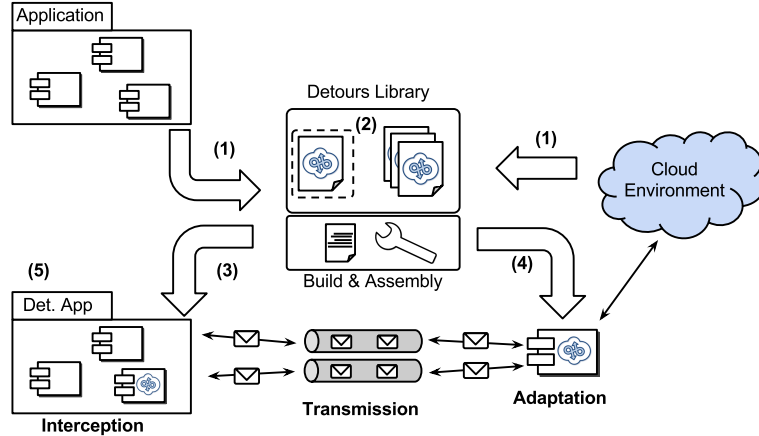 Application
Detours Library
(2)
(1)
(1)
Cloud
Environment
(3)
(4)
Build & Assembly
(5)
Det. App
Interception
Transmission
Adaptation